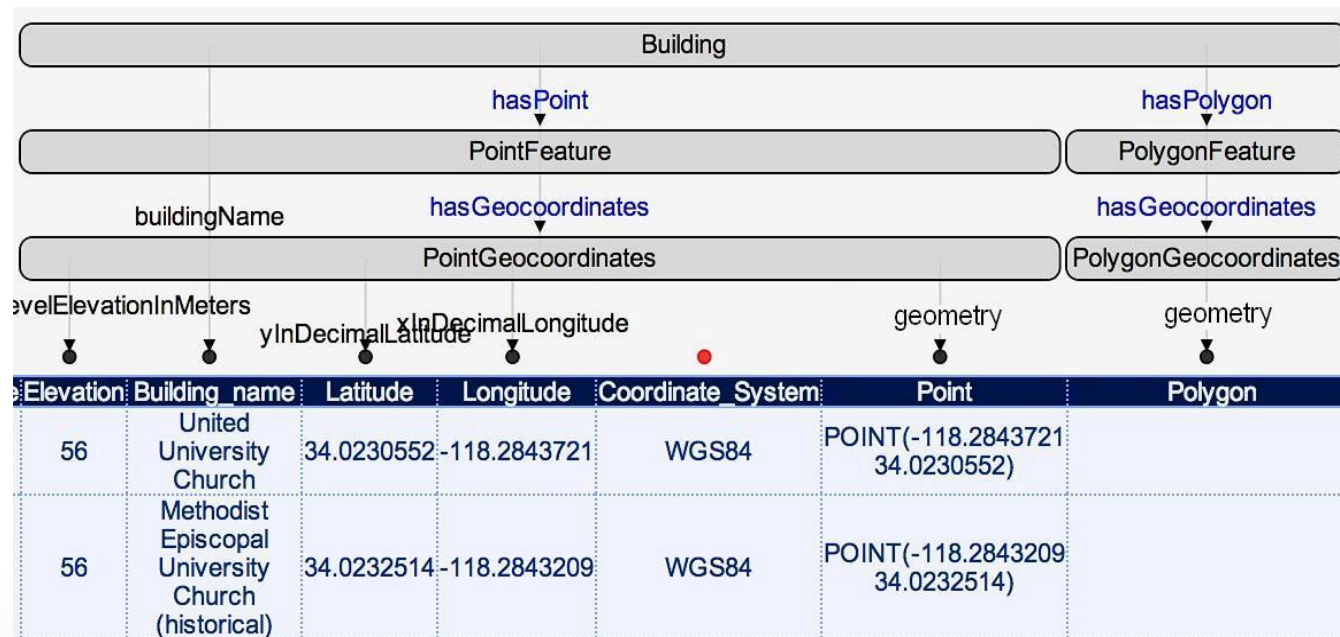 Building
hasPoint
hasPolygon
PointFeature
PolygonFeature
buildingName
hasGeocoordinates
hasGeocoordinates
PointGeocoordinates
PolygonGeocoordinates
evelElevationInMeters
yInDecimalLatitude
xInDecimalLongitude
geometry
geometry
e Elevation Building_name Latitude Longitude Coordinate_System Point Polygon
56
United
University
Church
34.0230552
-118.2843721
WGS84
POINT(-118.2843721
34.0230552)
56
Methodist
Episcopal
University
Church
(historical)
34.0232514
-118.2843209
WGS84
POINT(-118.2843209
34.0232514)